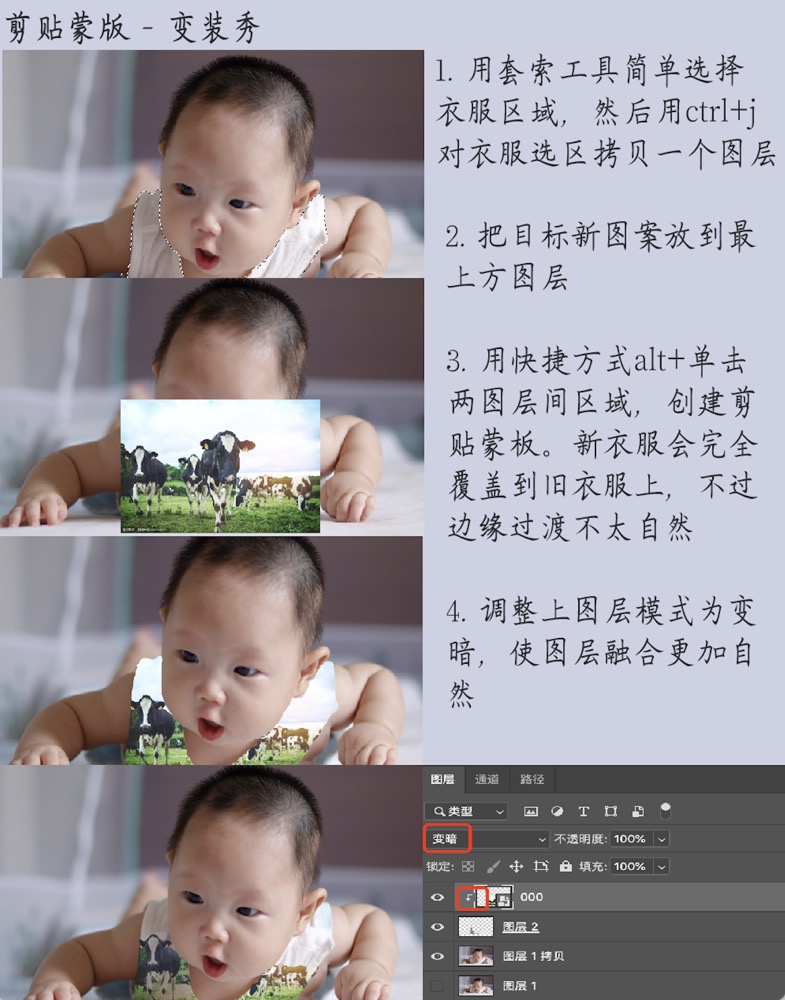 剪贴蒙版 - 变装秀
1. 用套索工具简单选择
衣服区域，然后用ctrl+j
对衣服选区拷贝一个图层
2. 把目标新图案放到最
上方图层
3. 用快捷方式alt+单击
两图层间区域，创建剪
贴蒙板。新衣服会完全
覆盖到旧衣服上，不过
边缘过渡不太自然
4. 调整上图层模式为变
暗，使图层融合更加自
然
图层 通道 路径
类型
变暗 不透明度: 100%
锁定: 填充: 100%
000
图层 2
图层 1 拷贝
图层 1